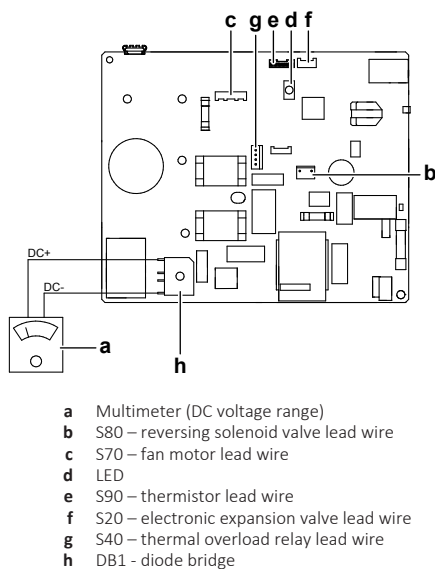 c g e d f
b
DC+
DC-
a
h
a Multimeter (DC voltage range)
b S80 – reversing solenoid valve lead wire
c S70 – fan motor lead wire
d LED
e S90 – thermistor lead wire
f S20 – electronic expansion valve lead wire
g S40 – thermal overload relay lead wire
h DB1 - diode bridge